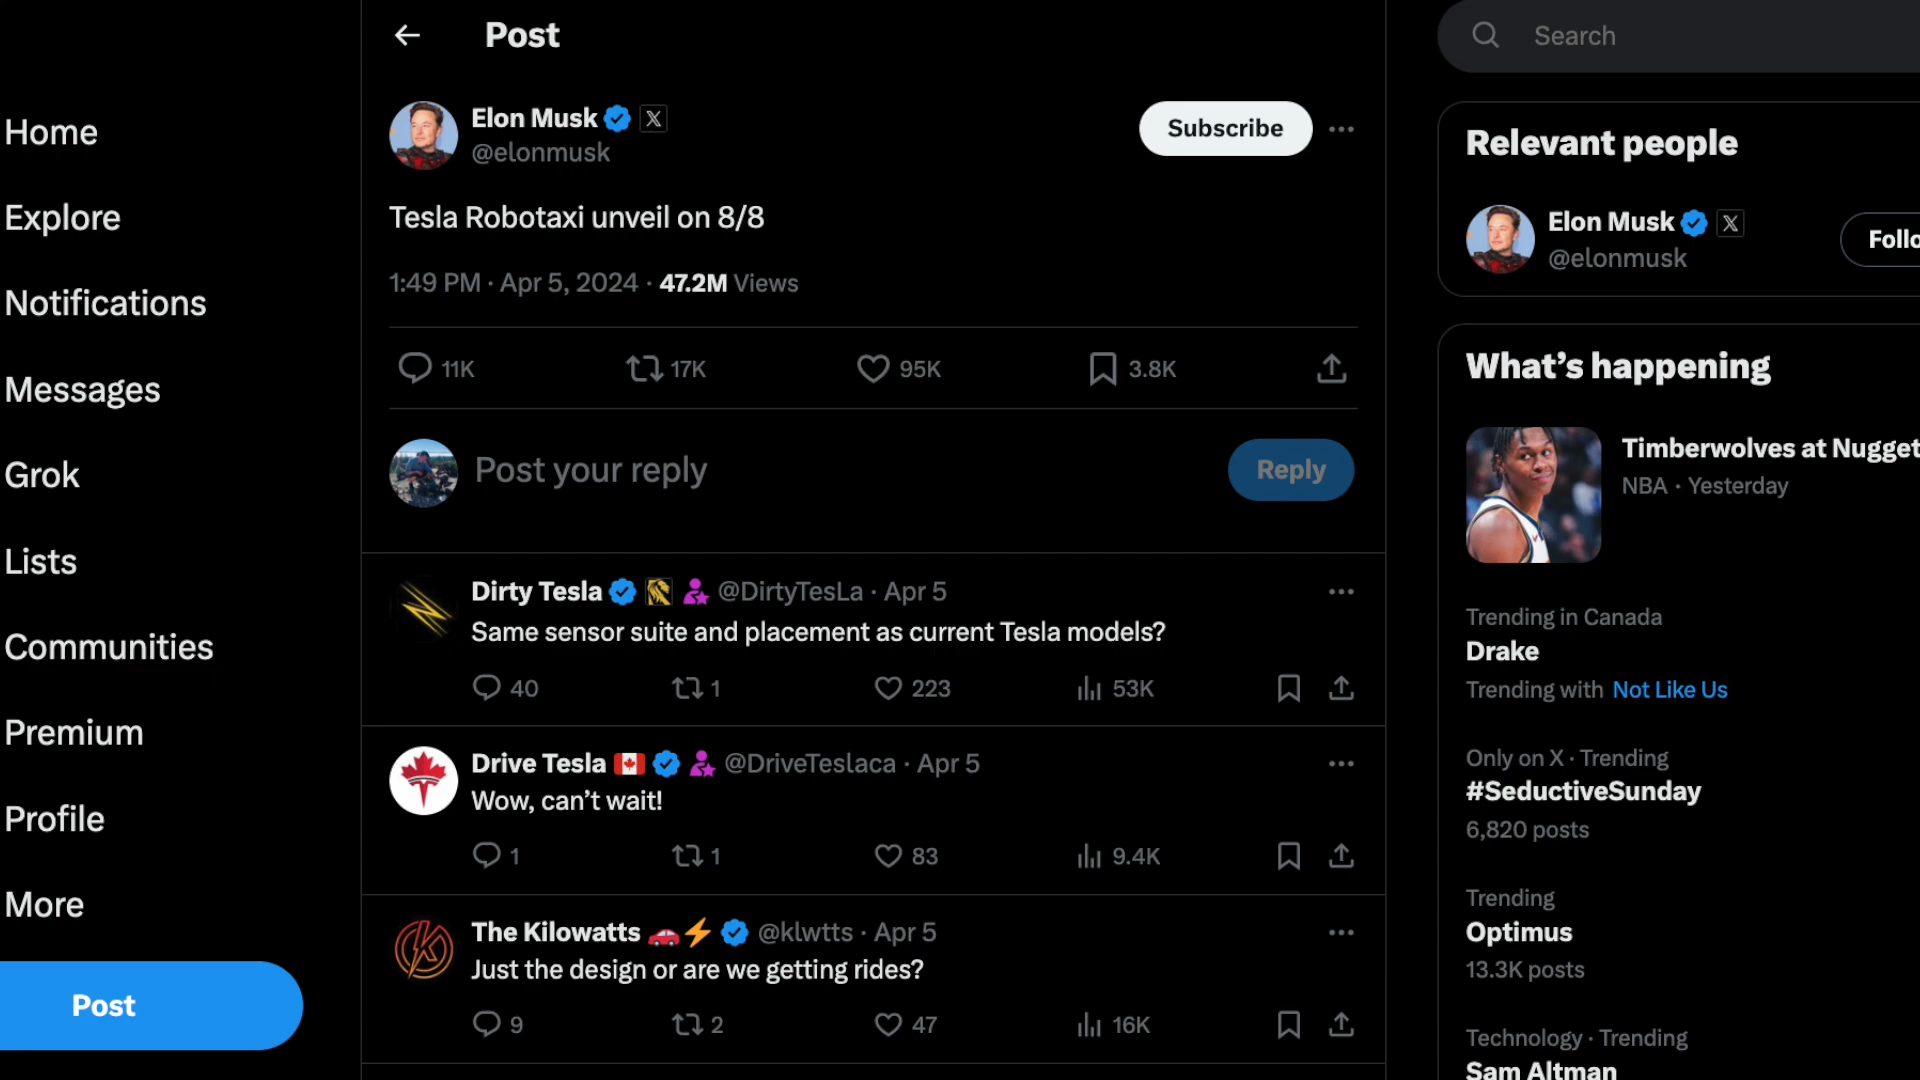 Post
Search
Home
Explore
Notifications
Messages
Grok
Lists
Communities
Premium
Profile
More
Post
Elon Musk
@elonmusk
Subscribe
Tesla Robotaxi unveil on 8/8
1:49 PM · Apr 5, 2024 · 47.2M Views
11K 17K 95K 3.8K
Post your reply
Reply
Dirty Tesla @DirtyTesLa · Apr 5
Same sensor suite and placement as current Tesla models?
40 1 223 53K
Drive Tesla @DriveTeslaca · Apr 5
Wow, can’t wait!
1 1 83 9.4K
The Kilowatts @klwtts · Apr 5
Just the design or are we getting rides?
9 2 47 16K
Relevant people
Elon Musk
@elonmusk
Follo
What’s happening
Timberwolves at Nugget
NBA · Yesterday
Trending in Canada
Drake
Trending with Not Like Us
Only on X · Trending
#SeductiveSunday
6,820 posts
Trending
Optimus
13.3K posts
Technology · Trending
Sam Altman